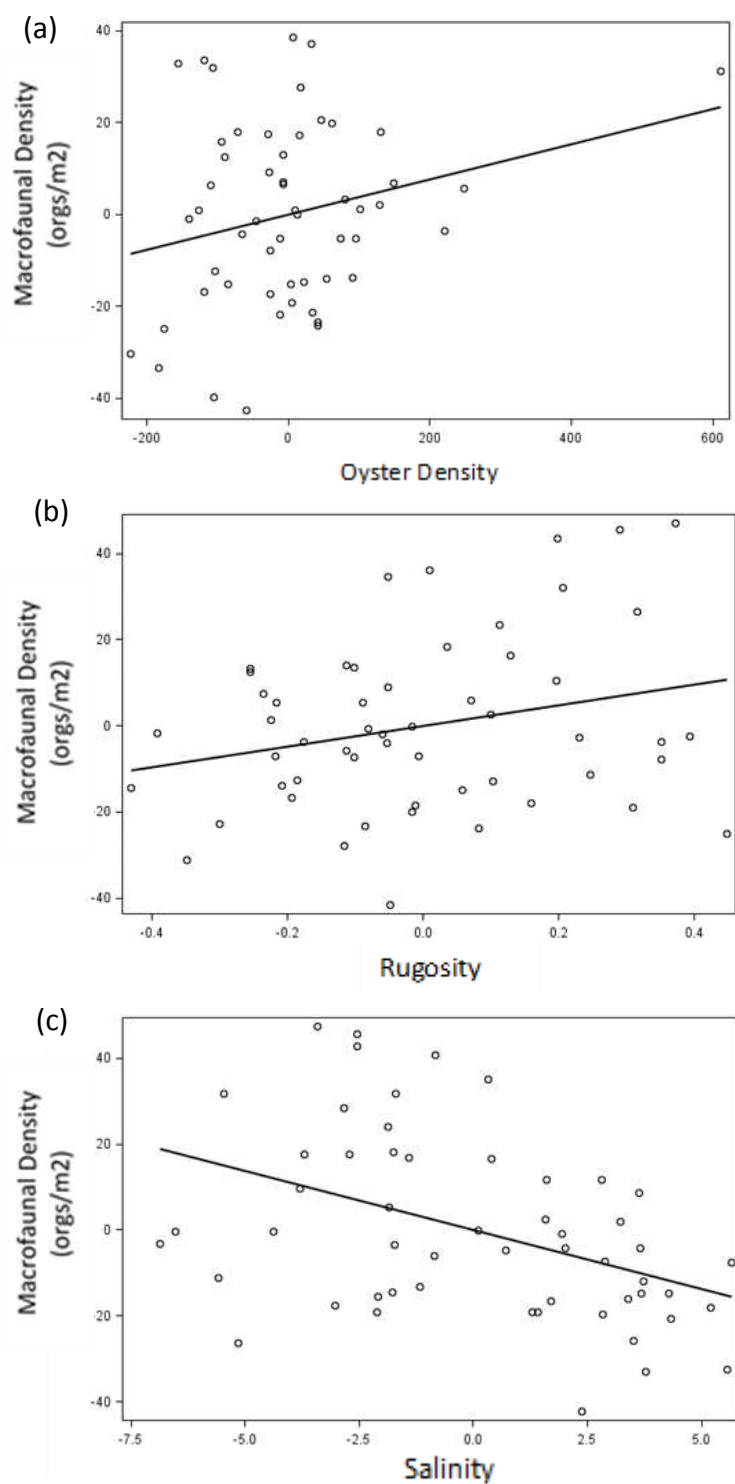 (a)
Macrofaunal Density
(orgs/m2)
40
20
0
-20
-40
-200
0
200
400
600
Oyster Density
(b)
Macrofaunal Density
(orgs/m2)
40
20
0
-20
-40
-0.4
-0.2
0.0
0.2
0.4
Rugosity
(c)
Macrofaunal Density
(orgs/m2)
40
20
0
-20
-40
-7.5
-5.0
-2.5
0.0
2.5
5.0
Salinity